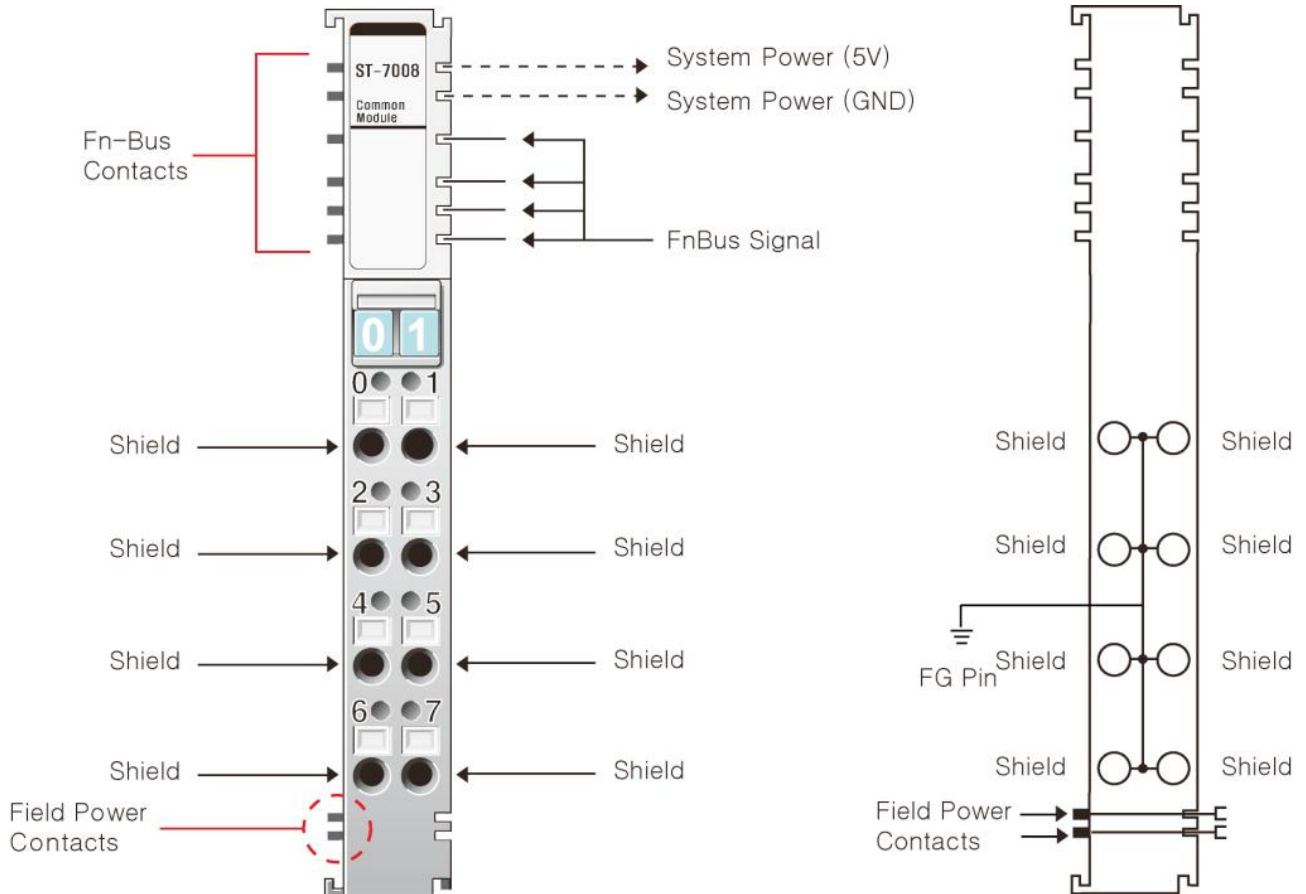 ST-7008
Common
Module
System Power (5V)
System Power (GND)
Fn-Bus
Contacts
FnBus Signal
0 1
0 1
Shield
Shield
2 3
Shield
Shield
4 5
Shield
Shield
6 7
Shield
Shield
Field Power
Contacts
Shield
Shield
Shield
Shield
FG Pin
Shield
Shield
Shield
Shield
Field Power
Contacts